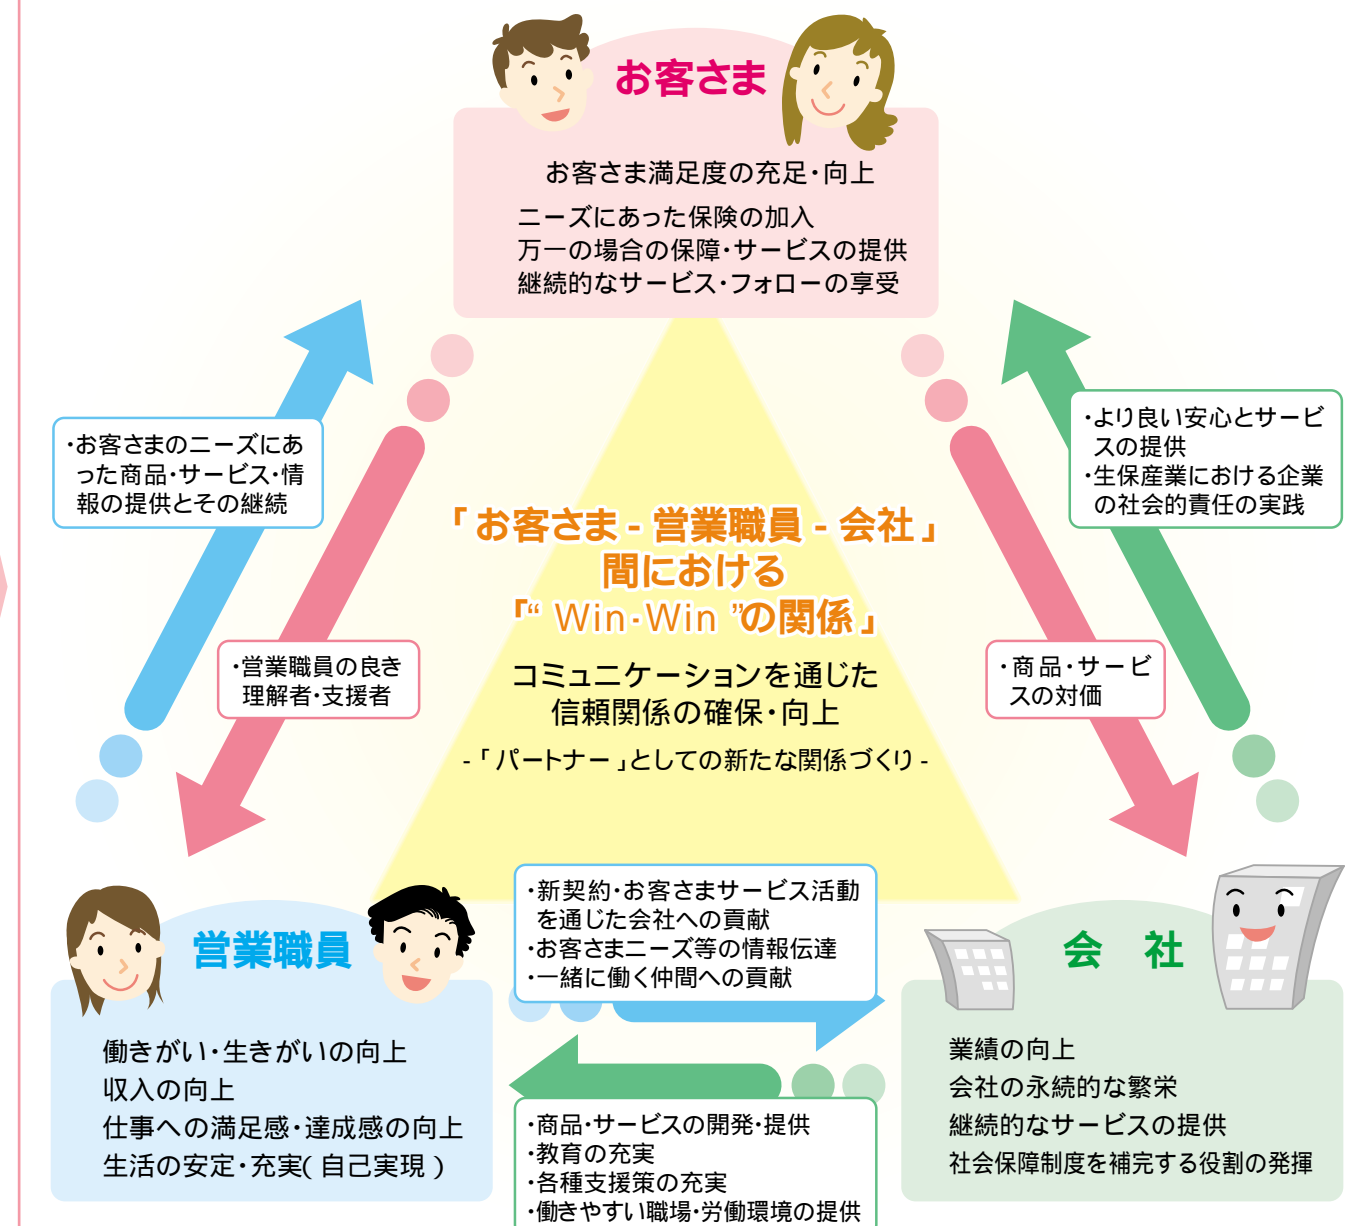 お客さま
お客さま満足度の充足・向上
ニーズにあった保険の加入
万一の場合の保障・サービスの提供
継続的なサービス・フォローの享受
・お客さまのニーズにあ
った商品・サービス・情
報の提供とその継続
・営業職員の良き
理解者・支援者
「お客さま-営業職員-会社」
間における
「“Win-Win”の関係」
コミュニケーションを通じた
信頼関係の確保・向上
-「パートナー」としての新たな関係づくり-
・より良い安心とサービ
スの提供
・生保産業における企業
の社会的責任の実践
・商品・サービ
スの対価
営業職員
働きがい・生きがいの向上
収入の向上
仕事への満足感・達成感の向上
生活の安定・充実(自己実現)
・新契約・お客さまサービス活動
を通じた会社への貢献
・お客さまニーズ等の情報伝達
・一緒に働く仲間への貢献
・商品・サービスの開発・提供
・教育の充実
・各種支援策の充実
・働きやすい職場・労働環境の提供
会 社
業績の向上
会社の永続的な繁栄
継続的なサービスの提供
社会保障制度を補完する役割の発揮